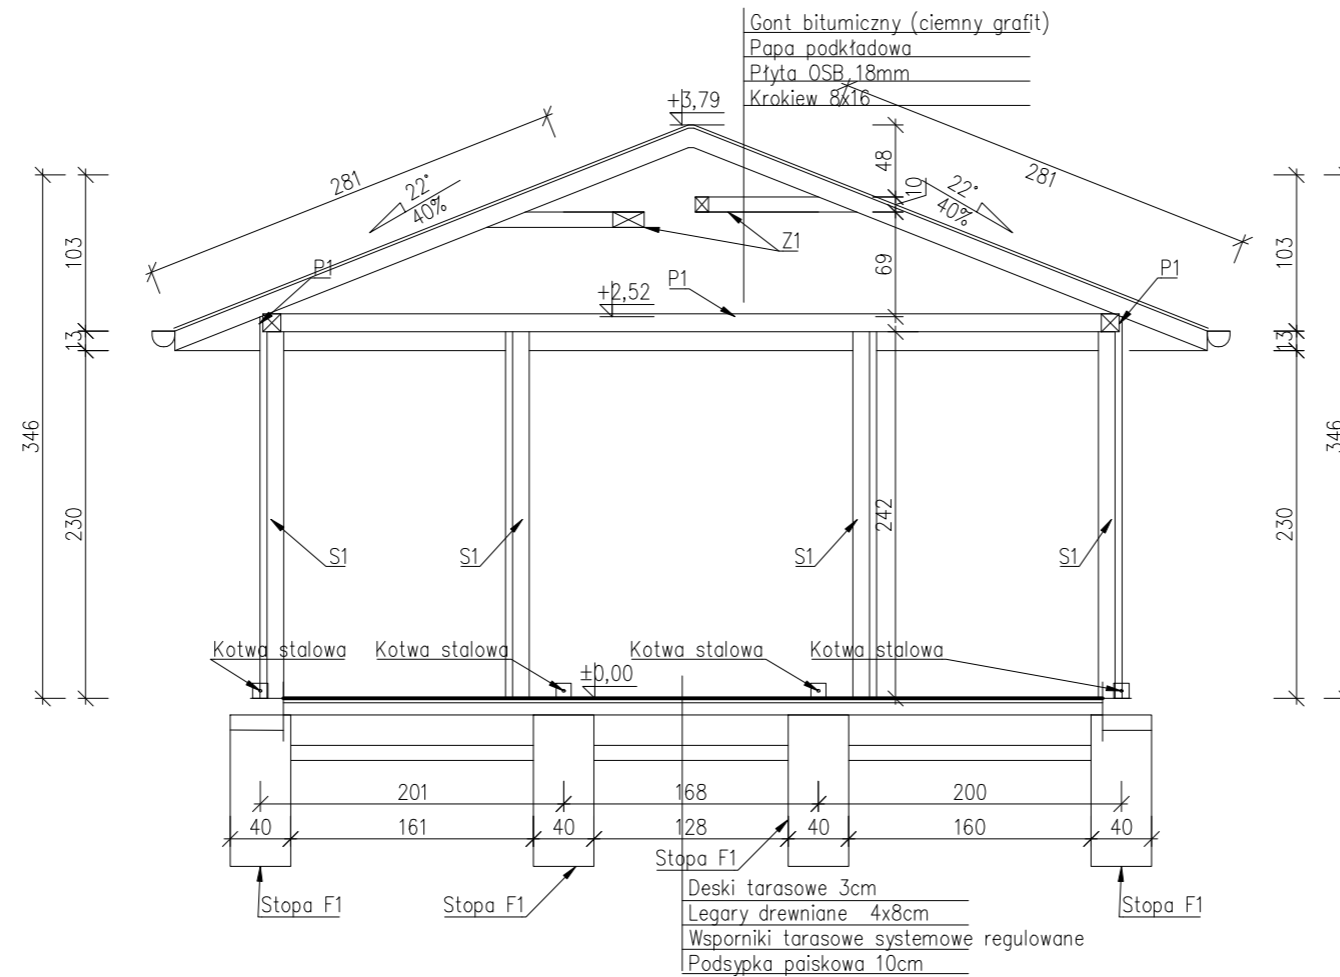 Gont bitumiczny (ciemny grafit)
Papa podkładowa
Płyta OSB 18mm
Krokiew 8x16
+3,79
281
22°
40%
48
10
22°
40%
281
103
103
Z1
69
P1
P1
P1
+2,52
13
13
346
230
242
230
346
S1
S1
S1
S1
Kotwa stalowa
Kotwa stalowa
Kotwa stalowa
Kotwa stalowa
±0,00
201
168
200
40
161
40
128
40
160
40
Stopa F1
Stopa F1
Stopa F1
Stopa F1
Deski tarasowe 3cm
Legary drewniane 4x8cm
Wsporniki tarasowe systemowe regulowane
Podsypka paiskowa 10cm